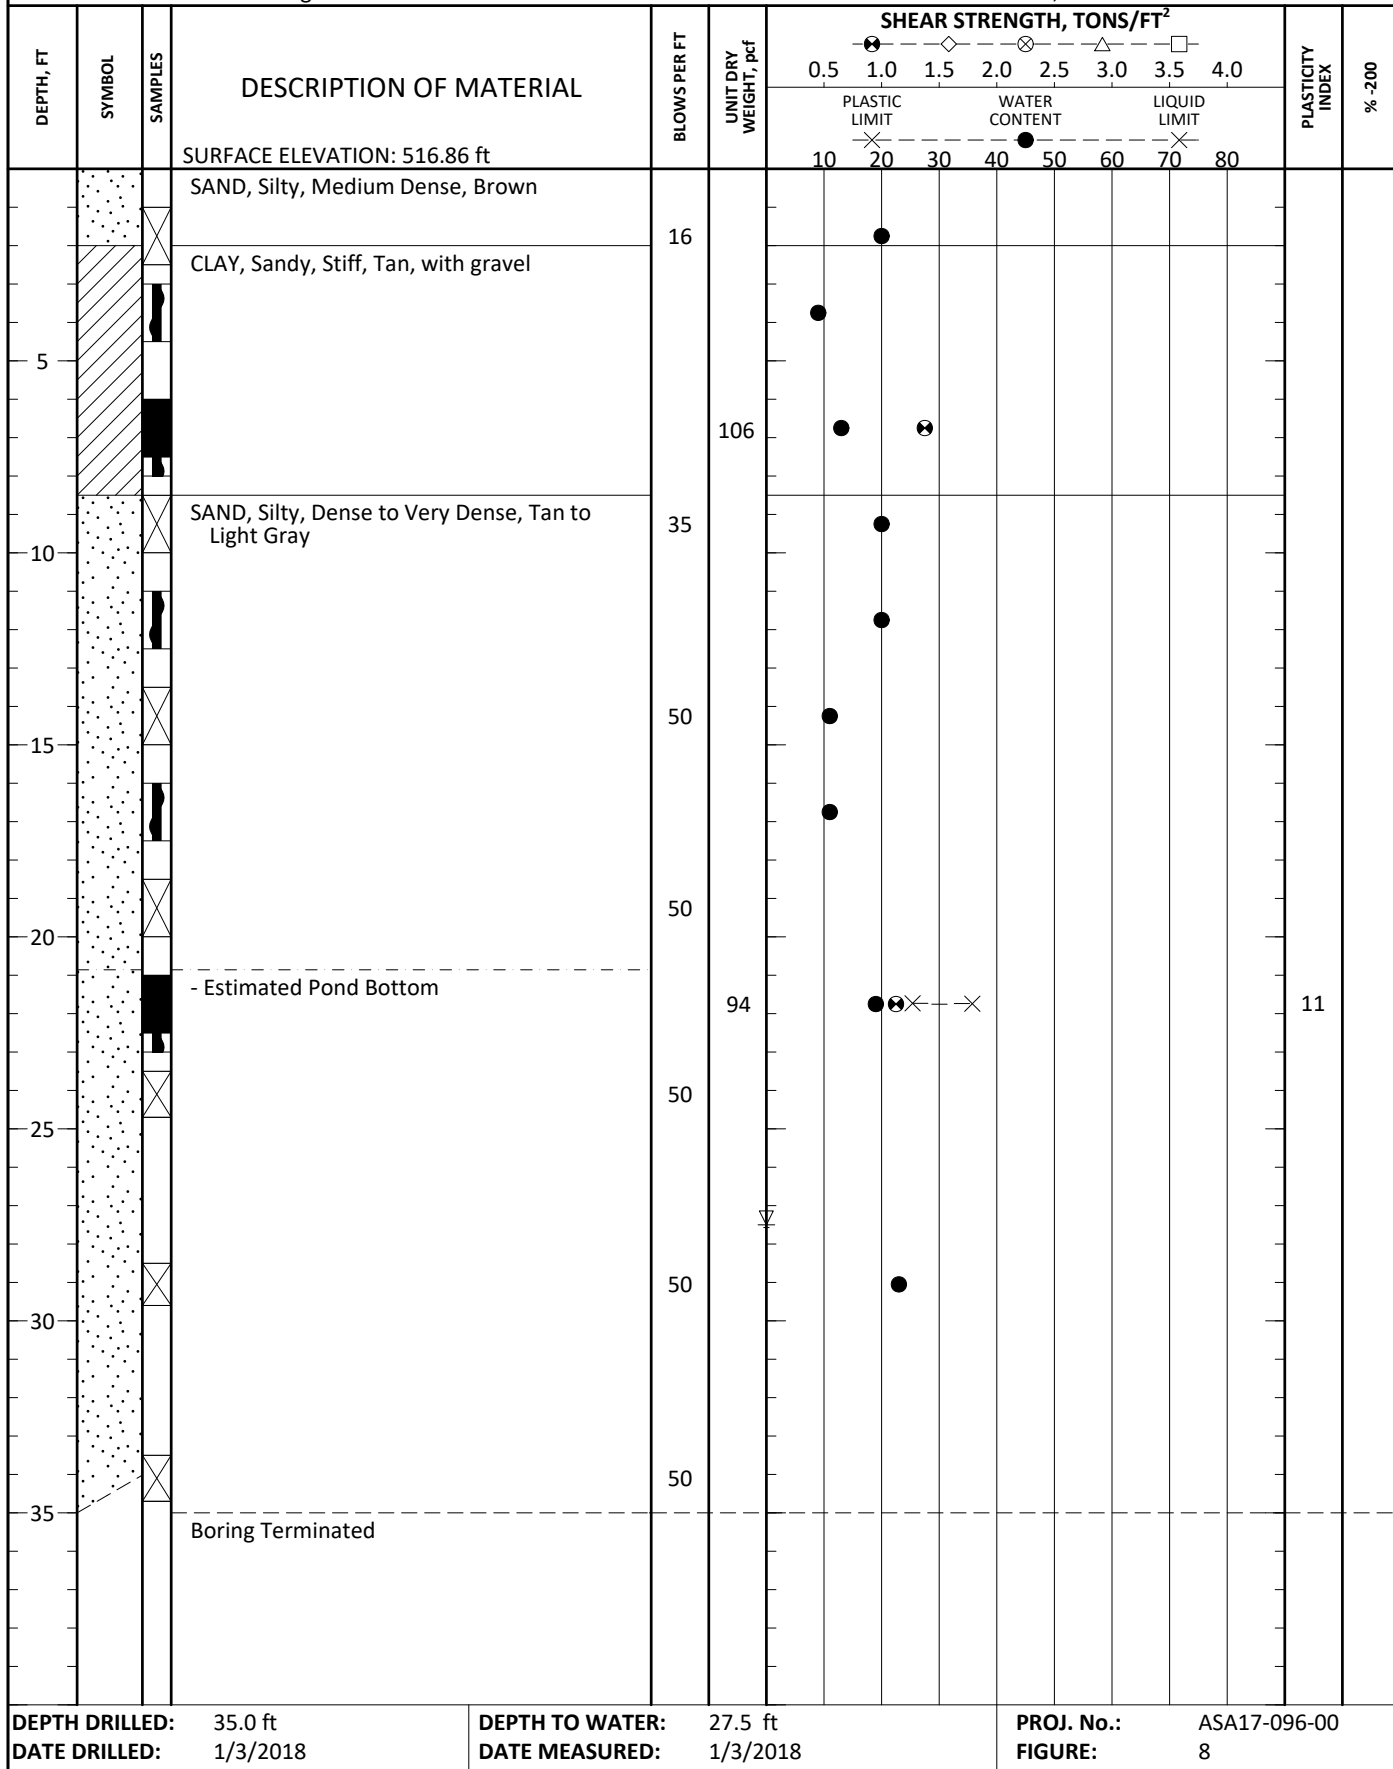 SHEAR STRENGTH, TONS/FT²
DEPTH, FT
SYMBOL
SAMPLES
DESCRIPTION OF MATERIAL
BLOWS PER FT
UNIT DRY
WEIGHT, pcf
0.5 1.0 1.5 2.0 2.5 3.0 3.5 4.0
PLASTIC
LIMIT
WATER
CONTENT
LIQUID
LIMIT
10 20 30 40 50 60 70 80
PLASTICITY
INDEX
% -200
SURFACE ELEVATION: 516.86 ft
SAND, Silty, Medium Dense, Brown
16
CLAY, Sandy, Stiff, Tan, with gravel
5
106
SAND, Silty, Dense to Very Dense, Tan to
Light Gray
35
10
50
15
50
20
- Estimated Pond Bottom
94
11
50
25
50
30
50
35
Boring Terminated
DEPTH DRILLED: 35.0 ft
DATE DRILLED: 1/3/2018
DEPTH TO WATER: 27.5 ft
DATE MEASURED: 1/3/2018
PROJ. No.: ASA17-096-00
FIGURE: 8